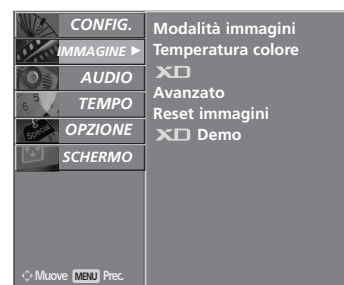 CONFIG.
IMMAGINE ►
AUDIO
TEMPO
OPZIONE
SCHERMO
Modalità immagini
Temperatura colore
XD
Avanzato
Reset immagini
XD Demo
Muove MENU Prec.